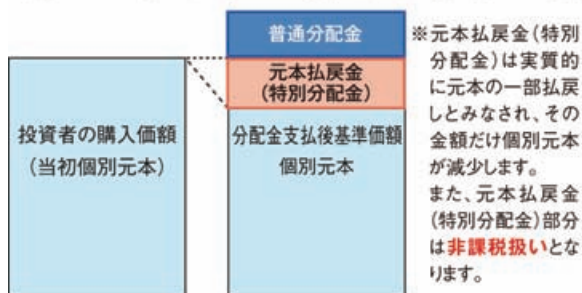 普通分配金
元本払戻金
(特別分配金)
投資者の購入価額
(当初個別元本)
分配金支払後基準価額
個別元本
※元本払戻金(特別
分配金)は実質的
に元本の一部払戻
しとみなされ、その
金額だけ個別元本
が減少します。
また、元本払戻金
(特別分配金)部分
は非課税扱いとな
ります。